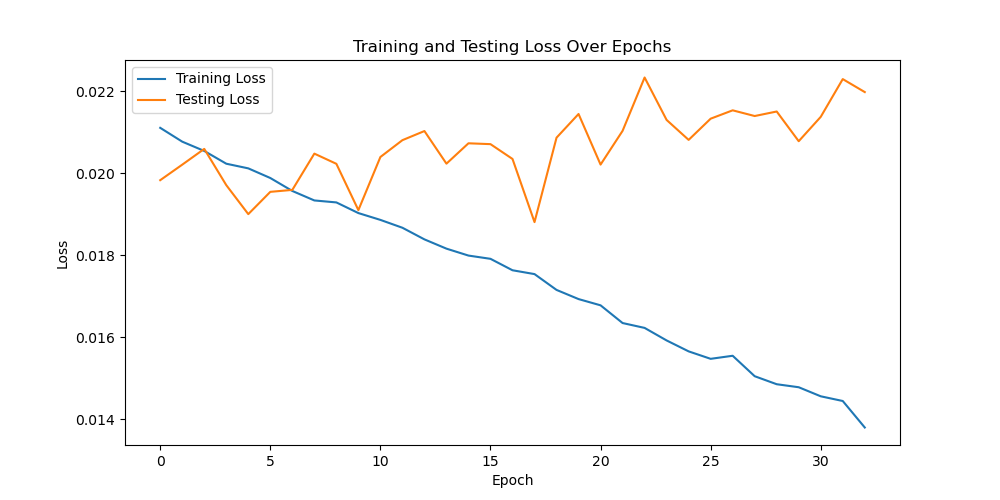 Training and Testing Loss Over Epochs
Training Loss
Testing Loss
0.022
0.020
0.018
0.016
0.014
Loss
0 5 10 15 20 25 30
Epoch